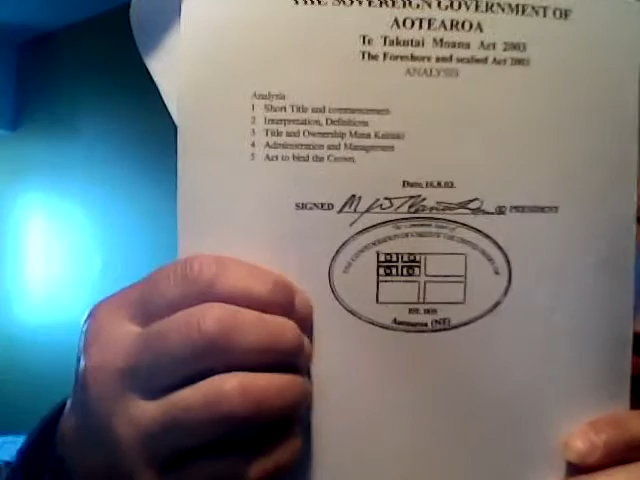 THE SOVEREIGN GOVERNMENT OF
AOTEAROA
Te Takutai Moana Act 2003
The Foreshore and seabed Act 2003
ANALYSIS
Analysis
1 Short Title and commencement
2 Interpretation, Definitions
3 Title and Ownership Mana
4 Administration and Management
5 Act to bind the Crown.
Date.16.8.03.
SIGNED PRESIDENT
Aotearoa (NZ)